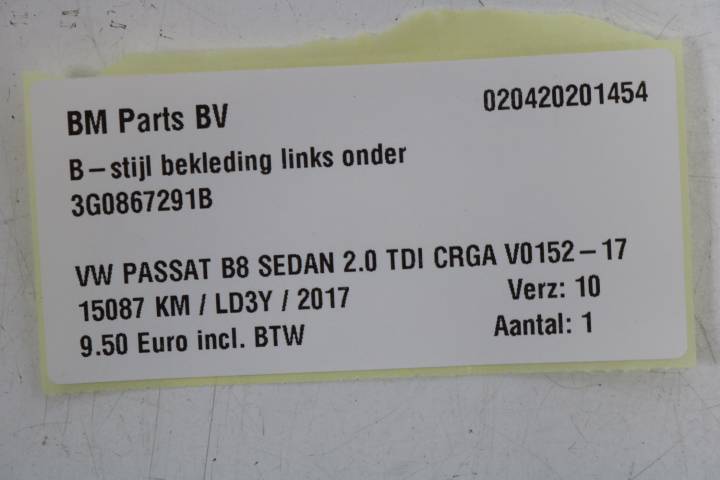 BM Parts BV 020420201454
B-stijl bekleding links onder
3G0867291B
VW PASSAT B8 SEDAN 2.0 TDI CRGA V0152-17
15087 KM / LD3Y / 2017 Verz: 10
9.50 Euro incl. BTW Aantal: 1